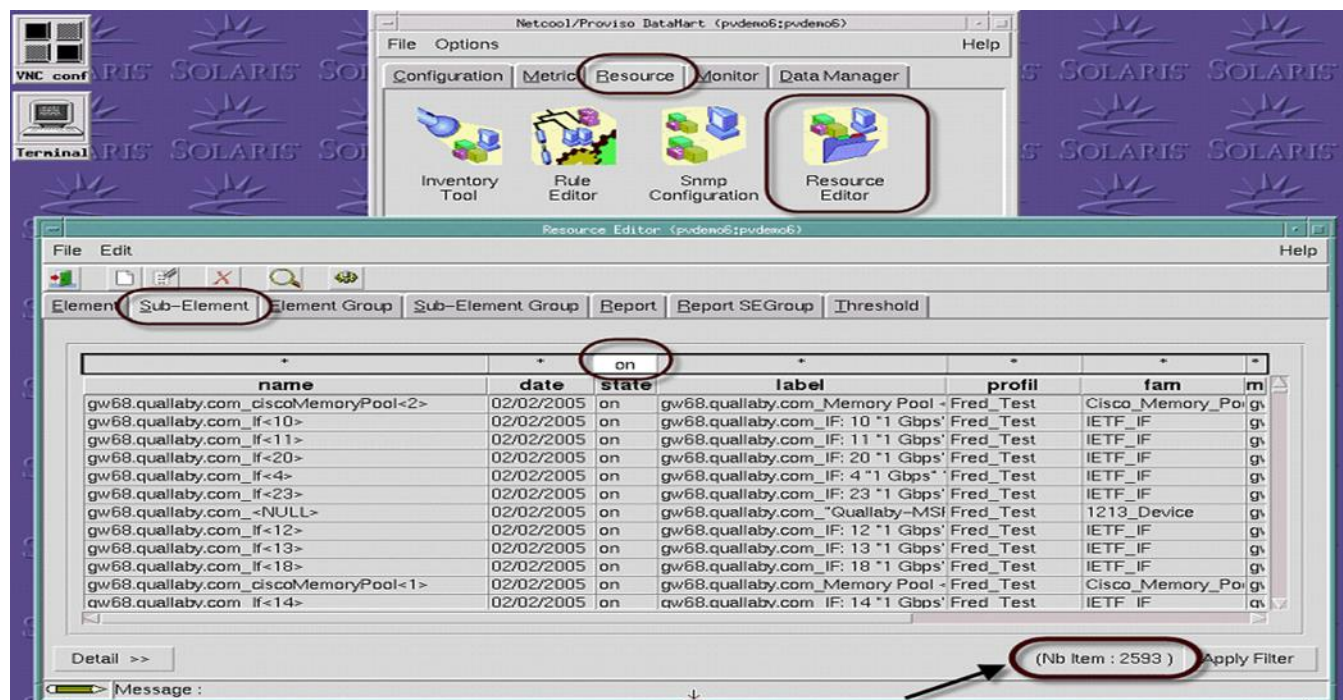 Netcool/Proviso DataMart (pvdemo6:pvdemo6)
File Options Help
VNC conf
Configuration Metric Resource Monitor Data Manager
Terminal
SOLARIS SOLARIS SOLARIS
SOLARIS SOLARIS SOLARIS
Inventory Tool
Rule Editor
Snmp Configuration
Resource Editor
Resource Editor (pvdemo6:pvdemo6)
File Edit Help
Element Sub-Element Element Group Sub-Element Group Report Report SEGroup Threshold
* * on * * * *
name date state label profil fam m
gw68.quallaby.com_ciscoMemoryPool<2> 02/02/2005 on gw68.quallaby.com_Memory Pool < Fred_Test Cisco_Memory_Po
gw68.quallaby.com_If<10> 02/02/2005 on gw68.quallaby.com_IF: 10 "1 Gbps" Fred_Test IETF_IF
gw68.quallaby.com_If<11> 02/02/2005 on gw68.quallaby.com_IF: 11 "1 Gbps" Fred_Test IETF_IF
gw68.quallaby.com_If<20> 02/02/2005 on gw68.quallaby.com_IF: 20 "1 Gbps" Fred_Test IETF_IF
gw68.quallaby.com_If<4> 02/02/2005 on gw68.quallaby.com_IF: 4 "1 Gbps" Fred_Test IETF_IF
gw68.quallaby.com_If<23> 02/02/2005 on gw68.quallaby.com_IF: 23 "1 Gbps" Fred_Test IETF_IF
gw68.quallaby.com_<NULL> 02/02/2005 on gw68.quallaby.com_"Quallaby-MSI Fred_Test 1213_Device
gw68.quallaby.com_If<12> 02/02/2005 on gw68.quallaby.com_IF: 12 "1 Gbps" Fred_Test IETF_IF
gw68.quallaby.com_If<13> 02/02/2005 on gw68.quallaby.com_IF: 13 "1 Gbps" Fred_Test IETF_IF
gw68.quallaby.com_If<18> 02/02/2005 on gw68.quallaby.com_IF: 18 "1 Gbps" Fred_Test IETF_IF
gw68.quallaby.com_ciscoMemoryPool<1> 02/02/2005 on gw68.quallaby.com_Memory Pool < Fred_Test Cisco_Memory_Po
gw68.quallaby.com_If<14> 02/02/2005 on gw68.quallaby.com_IF: 14 "1 Gbps" Fred_Test IETF_IF
Detail >> (Nb Item : 2593 ) Apply Filter
Message :